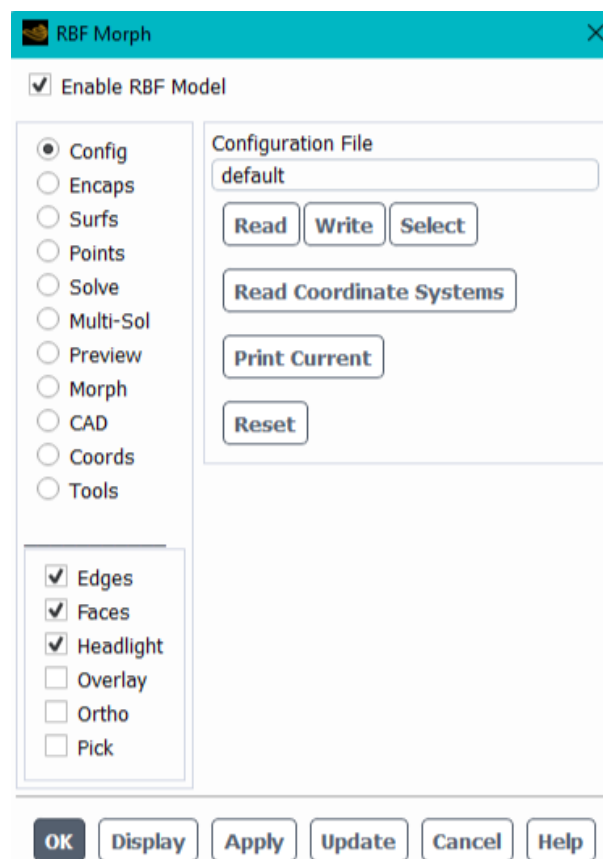 RBF Morph
Enable RBF Model
Config
Encaps
Surfs
Points
Solve
Multi-Sol
Preview
Morph
CAD
Coords
Tools
Configuration File
default
Read Write Select
Read Coordinate Systems
Print Current
Reset
Edges
Faces
Headlight
Overlay
Ortho
Pick
OK Display Apply Update Cancel Help